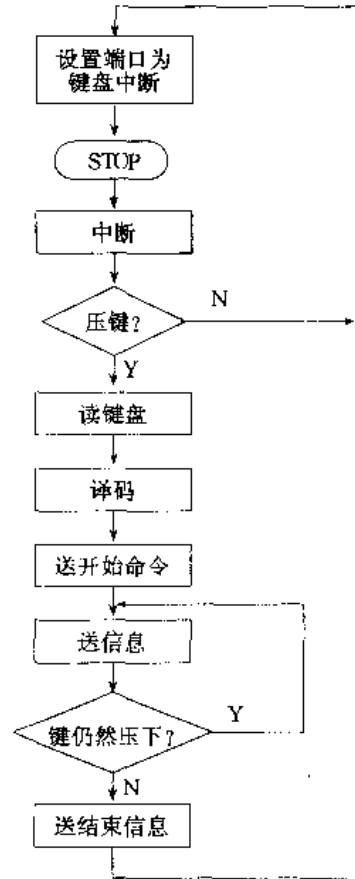 设置端口为
键盘中断
STOP
中断
压键?
N
Y
读键盘
译码
送开始命令
送信息
键仍然压下?
Y
N
送结束信息